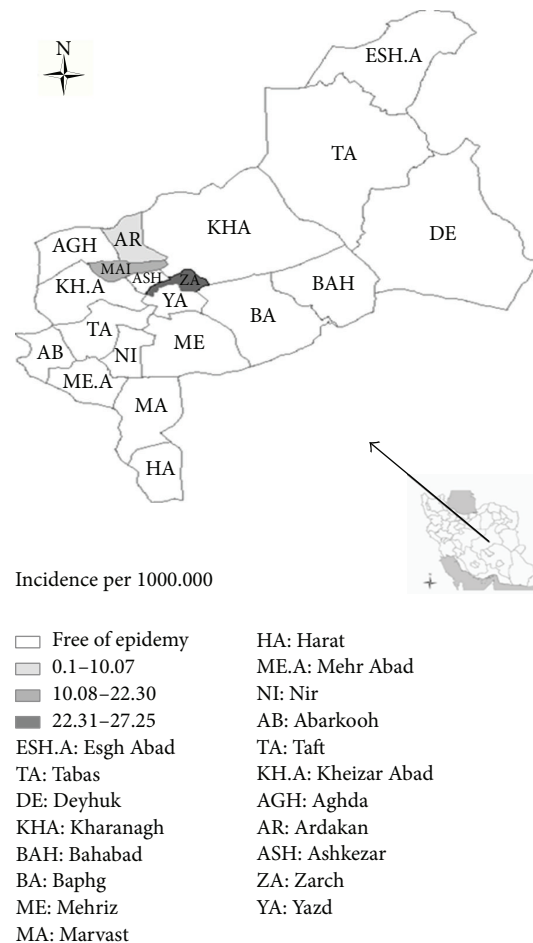 N
ESH.A
TA
DE
KHA
AR
AGH
MAI
ASH
ZA
KH.A
BAH
YA
BA
TA
AB
NI
ME
ME.A
MA
HA
Incidence per 1000.000
Free of epidemy
0.1–10.07
10.08–22.30
22.31–27.25
ESH.A: Esgh Abad
TA: Tabas
DE: Deyhuk
KHA: Kharanagh
BAH: Bahabad
BA: Baphg
ME: Mehriz
MA: Marvast
HA: Harat
ME.A: Mehr Abad
NI: Nir
AB: Abarkooh
TA: Taft
KH.A: Kheizar Abad
AGH: Aghda
AR: Ardakan
ASH: Ashkezar
ZA: Zarch
YA: Yazd